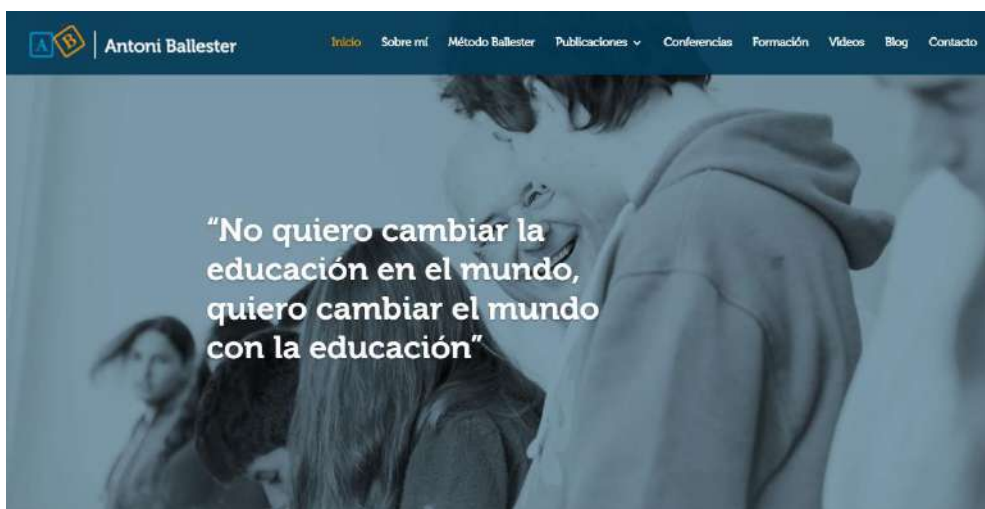 A B Antoni Ballester
Inicio Sobre mí Método Ballester Publicaciones Conferencias Formación Videos Blog Contacto
“No quiero cambiar la
educación en el mundo,
quiero cambiar el mundo
con la educación”